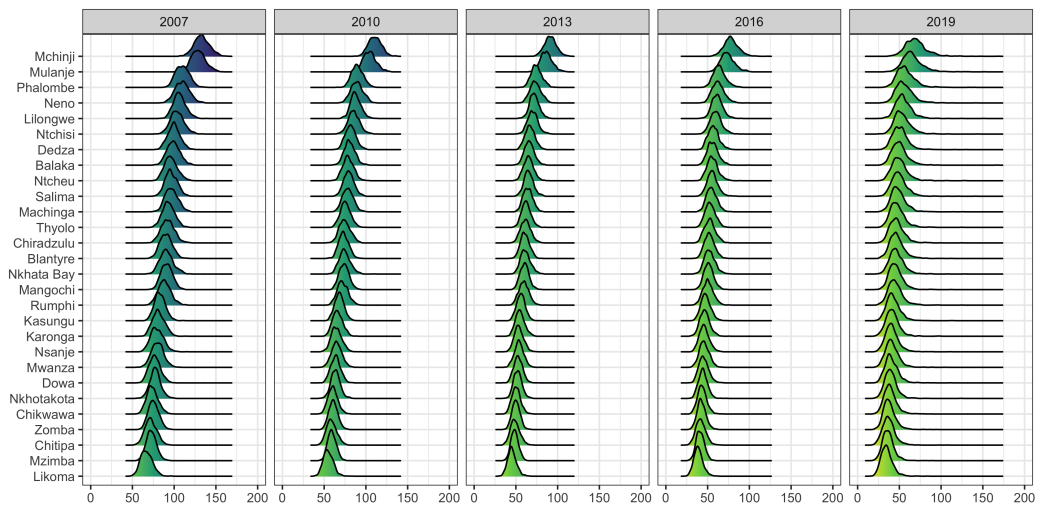 2007 2010 2013 2016 2019
Mchinji
Mulanje
Phalombe
Neno
Lilongwe
Ntchisi
Dedza
Balaka
Ntcheu
Salima
Machinga
Thyolo
Chiradzulu
Blantyre
Nkhata Bay
Mangochi
Rumphi
Kasungu
Karonga
Nsanje
Mwanza
Dowa
Nkhotakota
Chikwawa
Zomba
Chitipa
Mzimba
Likoma
0 50 100 150 200 0 50 100 150 200 0 50 100 150 200 0 50 100 150 200 0 50 100 150 200